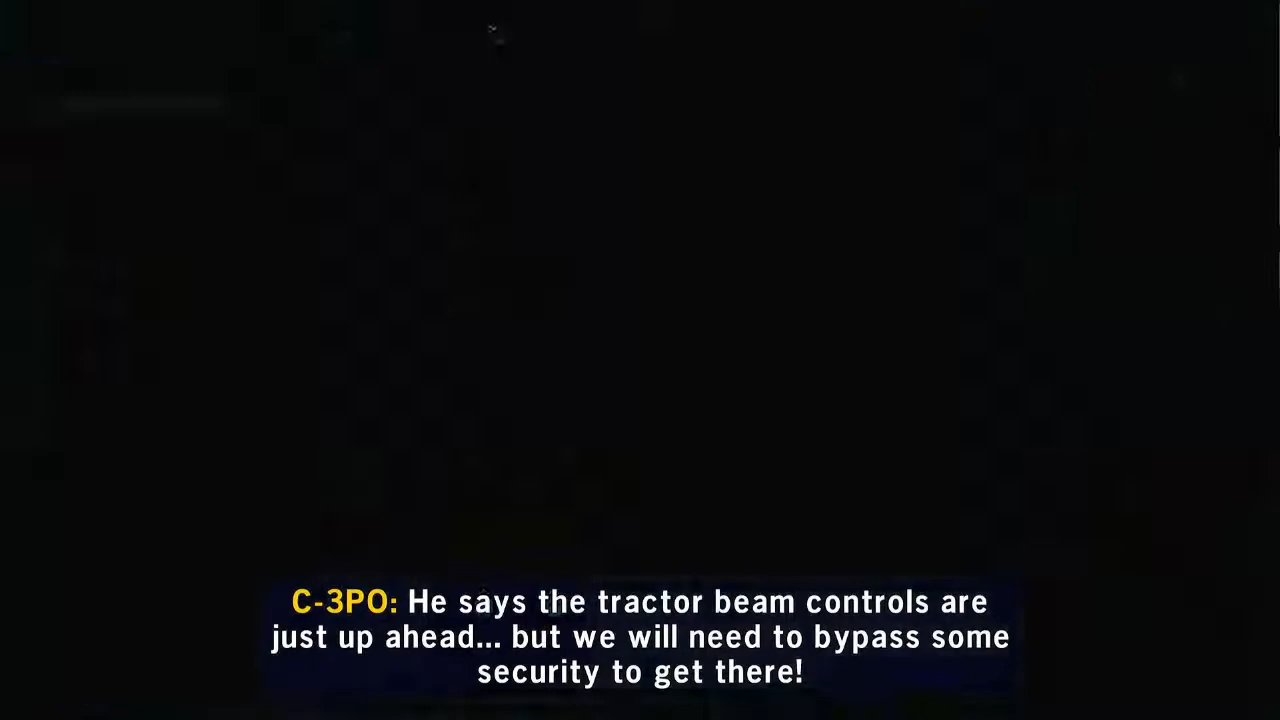 C-3PO: He says the tractor beam controls are
just up ahead... but we will need to bypass some
security to get there!